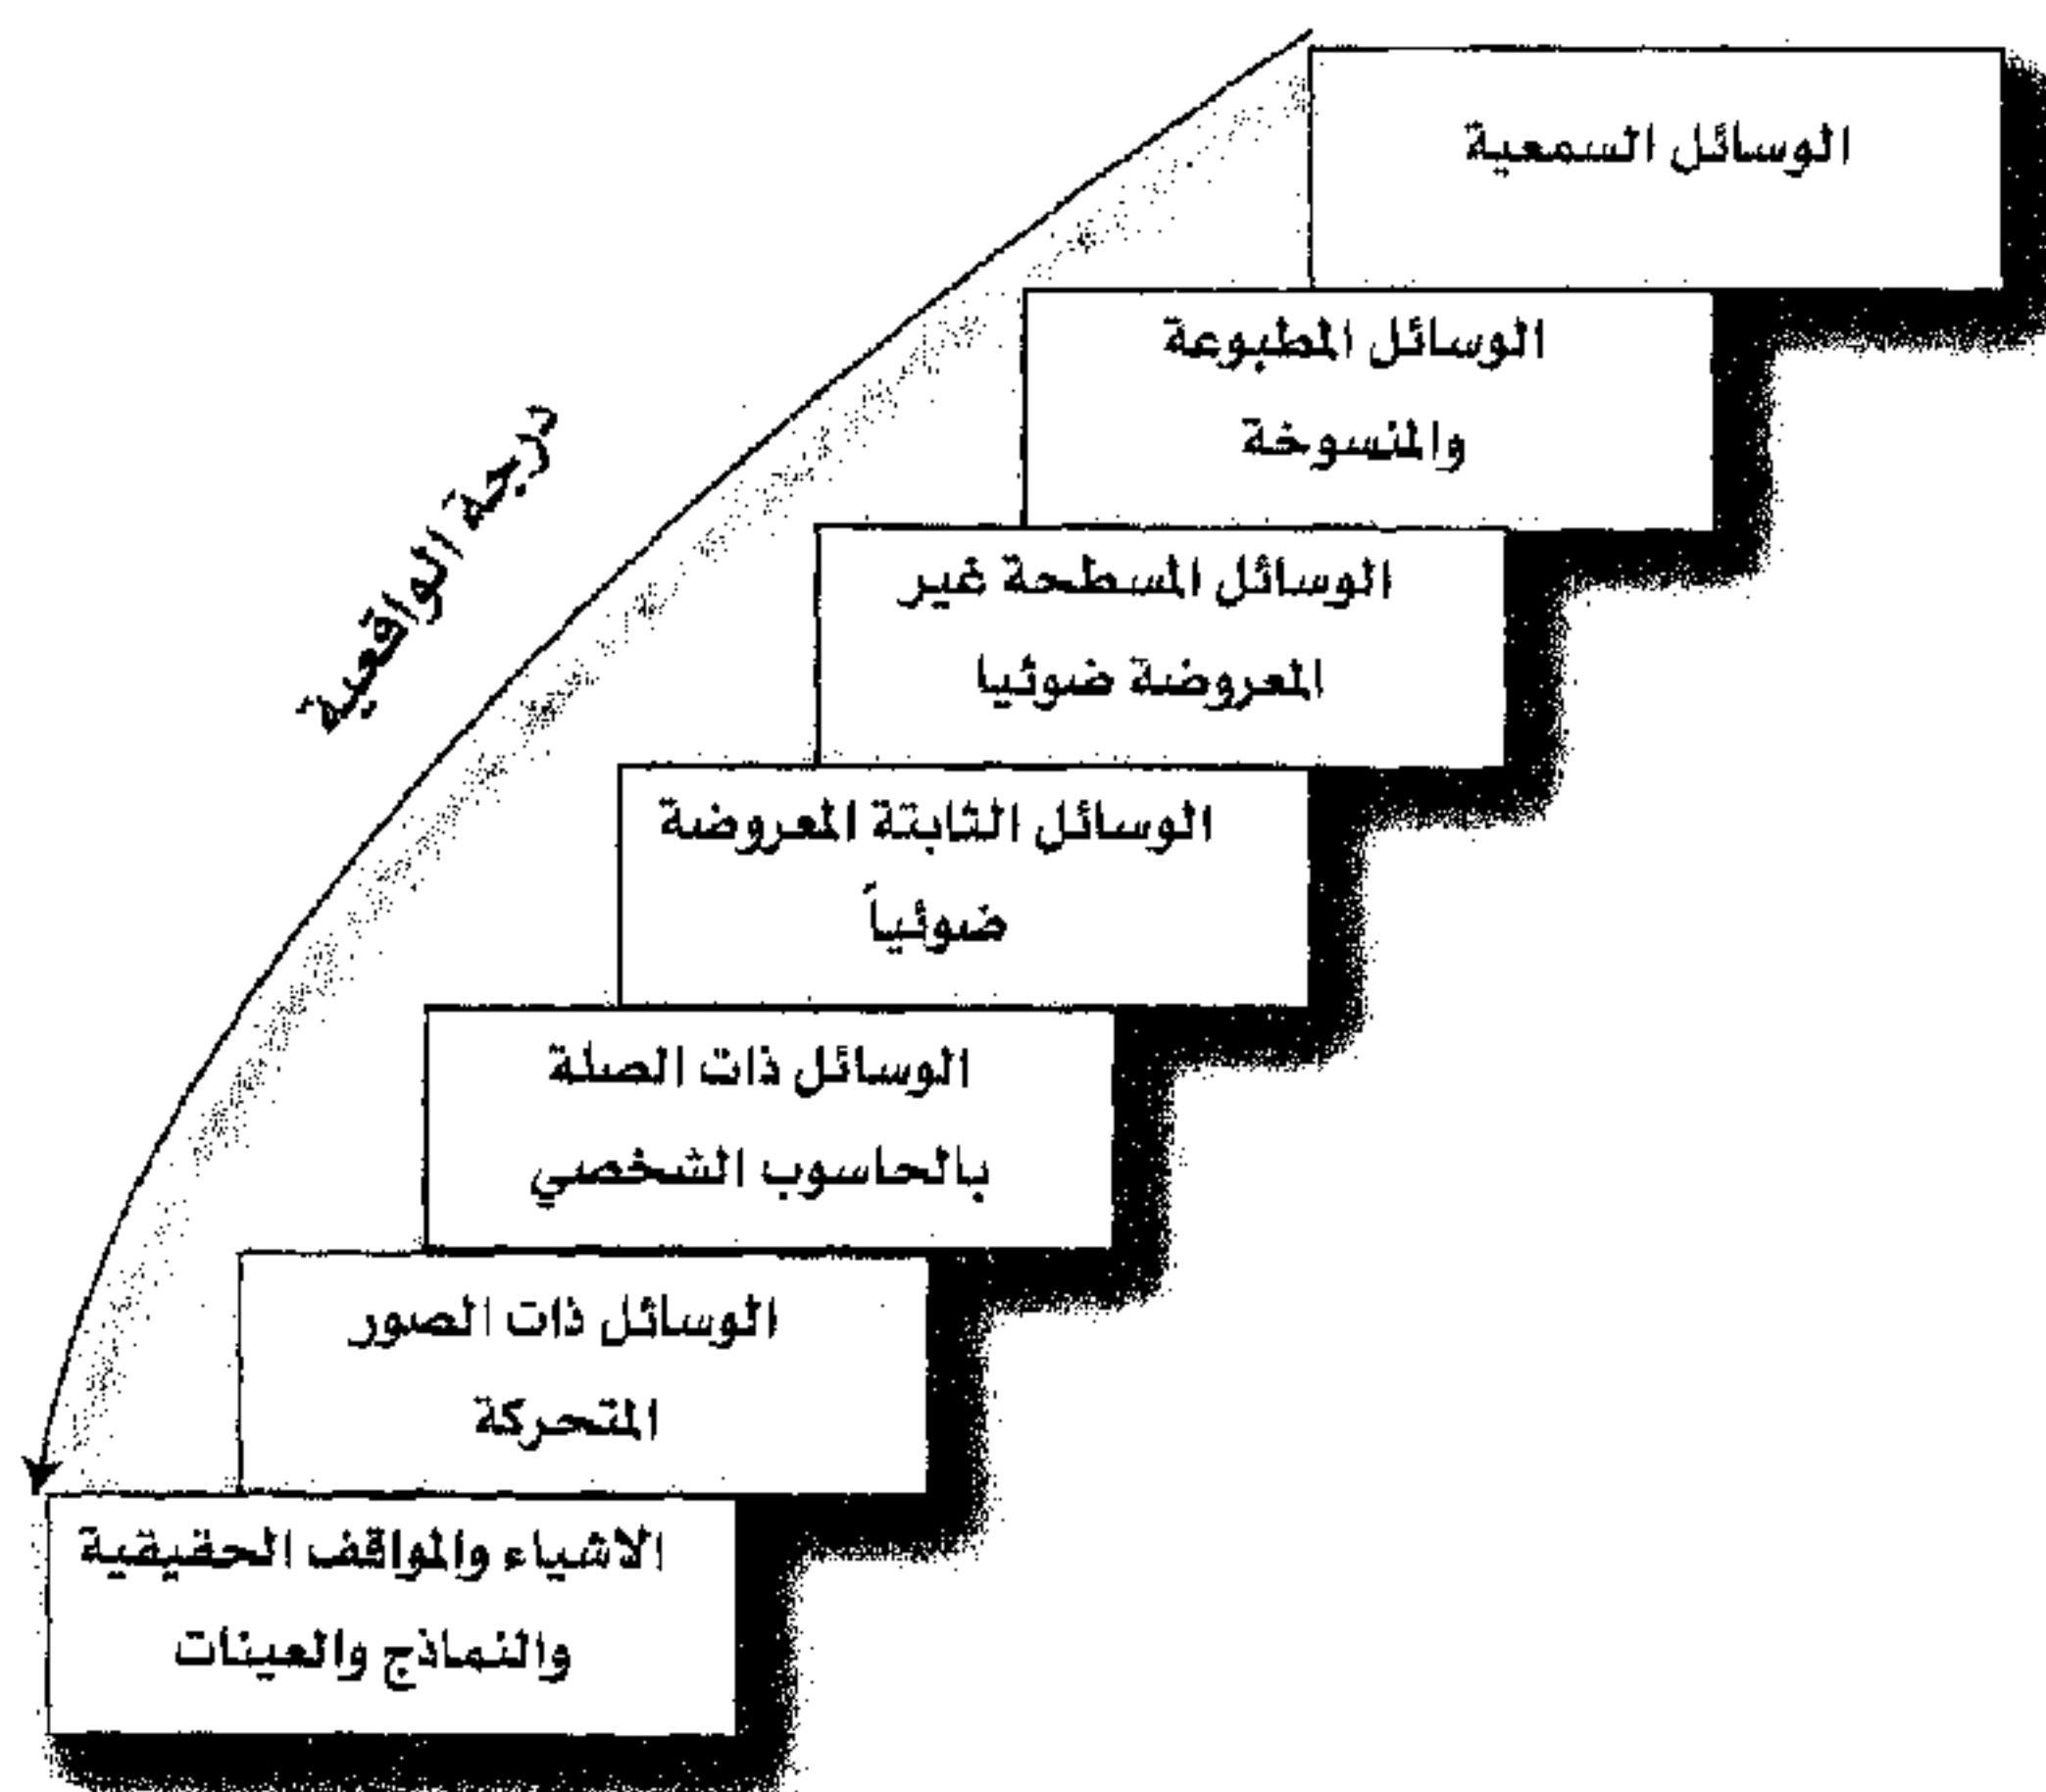 الوسائل السمعية
الوسائل المطبوعة
والمنسوخة
درجة الواقعية
الوسائل المسطحة غير
المعروضة ضوئيا
الوسائل الثابتة المعروضة
ضوئياً
الوسائل ذات الصلة
بالحاسوب الشخصي
الوسائل ذات الصور
المتحركة
الاشياء والمواقف الحقيقية
والنماذج والعينات